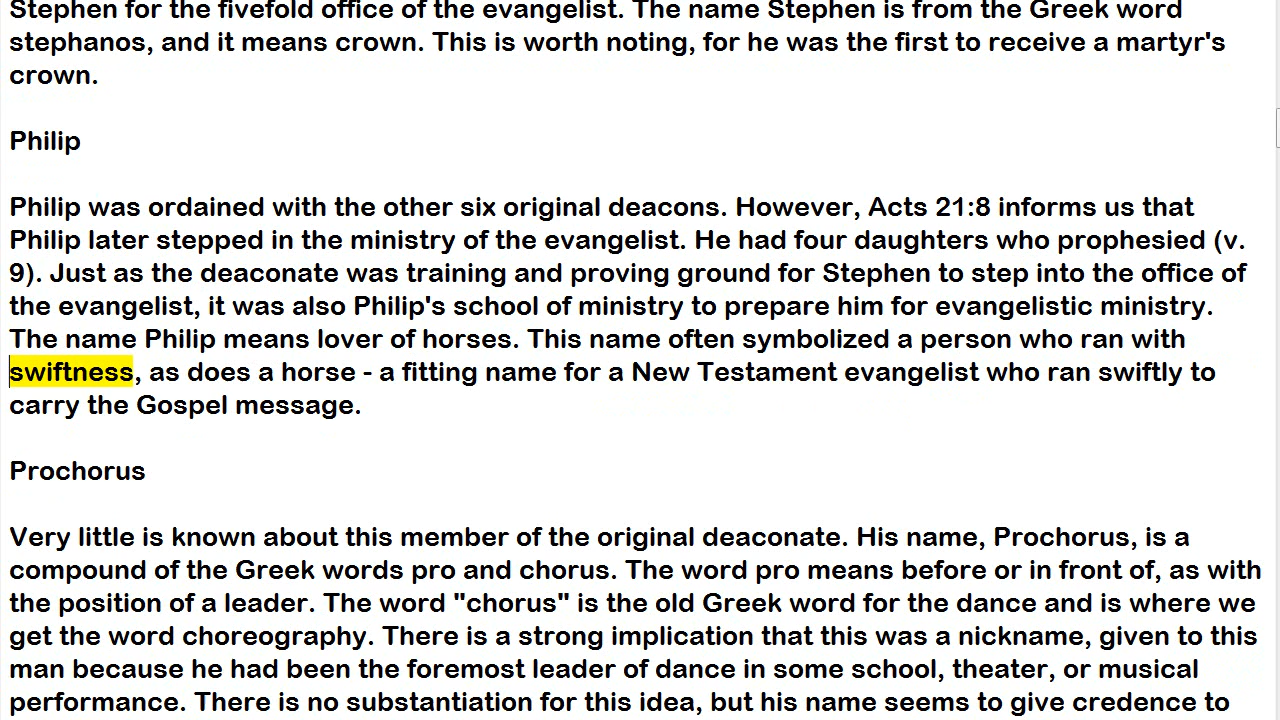 Stephen for the fivefold office of the evangelist. The name Stephen is from the Greek word
stephanos, and it means crown. This is worth noting, for he was the first to receive a martyr's
crown.
Philip
Philip was ordained with the other six original deacons. However, Acts 21:8 informs us that
Philip later stepped in the ministry of the evangelist. He had four daughters who prophesied (v.
9). Just as the deaconate was training and proving ground for Stephen to step into the office of
the evangelist, it was also Philip's school of ministry to prepare him for evangelistic ministry.
The name Philip means lover of horses. This name often symbolized a person who ran with
swiftness, as does a horse - a fitting name for a New Testament evangelist who ran swiftly to
carry the Gospel message.
Prochorus
Very little is known about this member of the original deaconate. His name, Prochorus, is a
compound of the Greek words pro and chorus. The word pro means before or in front of, as with
the position of a leader. The word "chorus" is the old Greek word for the dance and is where we
get the word choreography. There is a strong implication that this was a nickname, given to this
man because he had been the foremost leader of dance in some school, theater, or musical
performance. There is no substantiation for this idea, but his name seems to give credence to